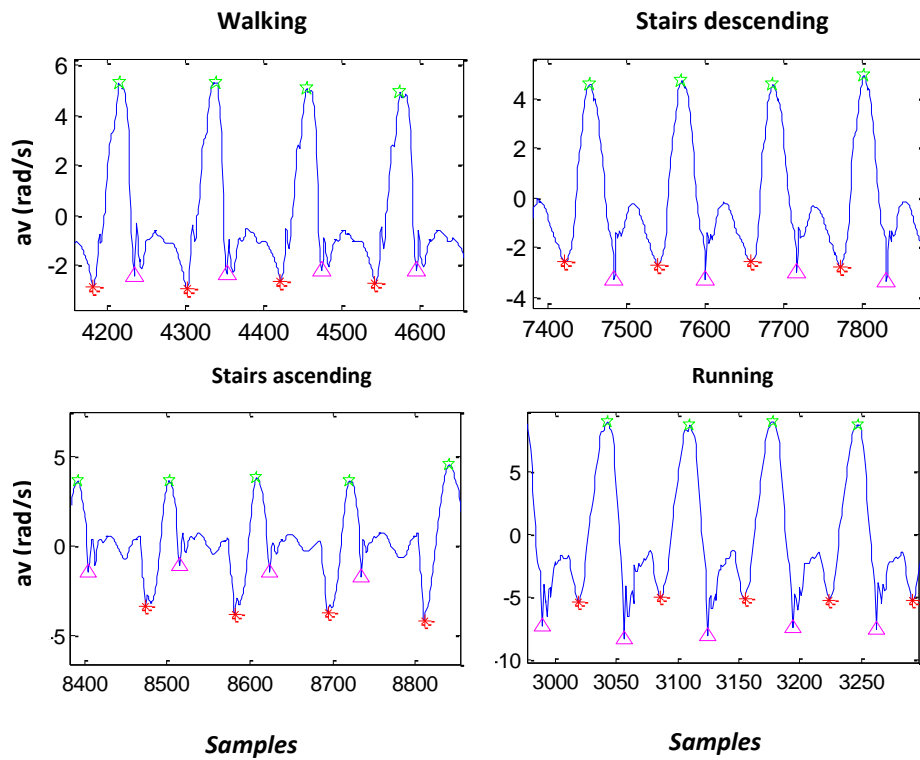 Walking
Stairs descending
av (rad/s)
6
4
2
0
-2
4200 4300 4400 4500 4600
4
2
0
-2
-4
7400 7500 7600 7700 7800
Stairs ascending
Running
av (rad/s)
5
0
-5
8400 8500 8600 8700 8800
5
0
-5
-10
3000 3050 3100 3150 3200 3250
Samples
Samples